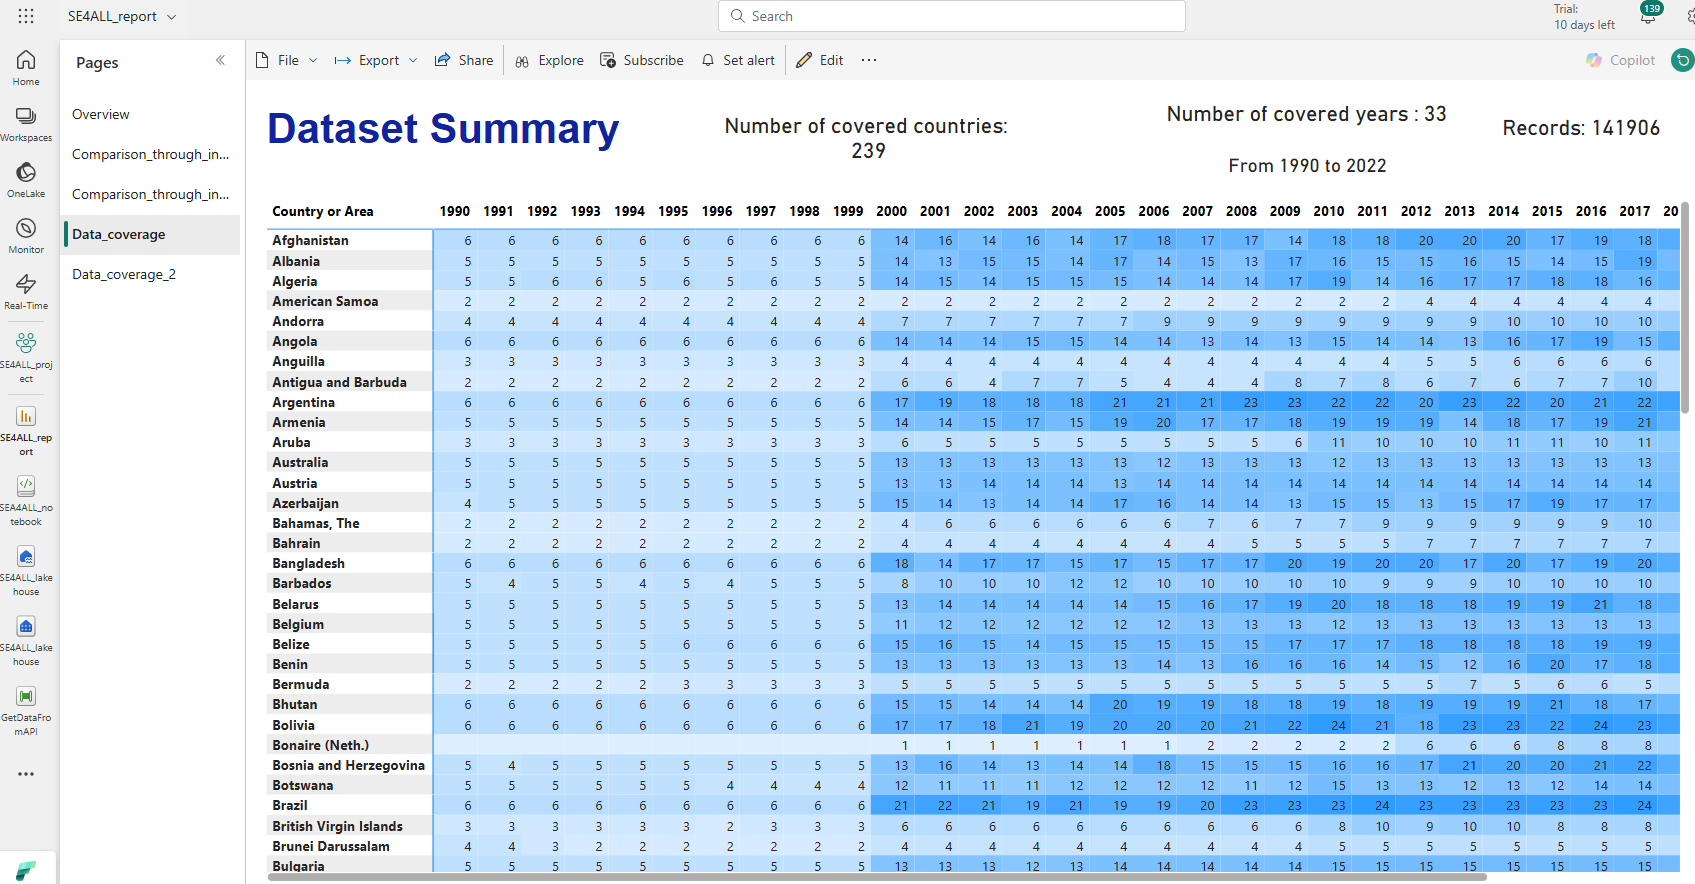 SE4ALL_report
Search
Trial:
10 days left
139
Home
Workspaces
OneLake
Monitor
Real-Time
SE4ALL_proj
ect
SE4ALL_rep
ort
SEA4ALL_no
tebook
SE4ALL_lake
house
SE4ALL_lake
house
GetDataFro
mAPI
Pages
Overview
Comparison_through_in...
Comparison_through_in...
Data_coverage
Data_coverage_2
File Export Share Explore Subscribe Set alert Edit ... Copilot
Dataset Summary
Number of covered countries:
239
Number of covered years : 33
From 1990 to 2022
Records: 141906
Country or Area 1990 1991 1992 1993 1994 1995 1996 1997 1998 1999 2000 2001 2002 2003 2004 2005 2006 2007 2008 2009 2010 2011 2012 2013 2014 2015 2016 2017 20
Afghanistan 6 6 6 6 6 6 6 6 6 6 14 16 14 16 14 17 18 17 17 14 18 18 20 20 20 17 19 18
Albania 5 5 5 5 5 5 5 5 5 5 14 13 15 15 14 17 14 15 13 17 16 15 15 16 15 14 15 19
Algeria 5 5 6 6 5 6 5 6 5 5 14 15 14 15 15 15 14 14 14 17 19 14 16 17 17 18 18 16
American Samoa 2 2 2 2 2 2 2 2 2 2 2 2 2 2 2 2 2 2 2 2 2 2 4 4 4 4 4 4
Andorra 4 4 4 4 4 4 4 4 4 4 7 7 7 7 7 7 9 9 9 9 9 9 9 9 10 10 10 10
Angola 6 6 6 6 6 6 6 6 6 6 14 14 14 15 15 14 14 13 14 13 15 14 14 13 16 17 19 15
Anguilla 3 3 3 3 3 3 3 3 3 3 4 4 4 4 4 4 4 4 4 4 4 4 5 5 6 6 6 6
Antigua and Barbuda 2 2 2 2 2 2 2 2 2 2 6 6 4 7 7 5 4 4 4 8 7 8 6 7 6 7 7 10
Argentina 6 6 6 6 6 6 6 6 6 6 17 19 18 18 18 21 21 21 23 23 22 22 20 23 22 20 21 22
Armenia 5 5 5 5 5 5 5 5 5 5 14 14 15 17 15 19 20 17 17 18 19 19 19 14 18 17 19 21
Aruba 3 3 3 3 3 3 3 3 3 3 6 5 5 5 5 5 5 5 5 6 11 10 10 10 11 11 10 11
Australia 5 5 5 5 5 5 5 5 5 5 13 13 13 13 13 13 12 13 13 13 12 13 13 13 13 13 13 13
Austria 5 5 5 5 5 5 5 5 5 5 13 13 14 14 14 13 14 14 14 14 14 14 14 14 14 14 14 14
Azerbaijan 4 5 5 5 5 5 5 5 5 5 15 14 13 14 14 17 16 14 14 13 15 15 13 15 17 19 17 17
Bahamas, The 2 2 2 2 2 2 2 2 2 2 4 6 6 6 6 6 6 7 6 7 7 9 9 9 9 9 9 10
Bahrain 2 2 2 2 2 2 2 2 2 2 4 4 4 4 4 4 4 4 5 5 5 5 7 7 7 7 7 7
Bangladesh 6 6 6 6 6 6 6 6 6 6 18 14 17 17 15 17 15 17 17 20 19 20 20 17 20 17 19 20
Barbados 5 4 5 5 4 5 4 5 5 5 8 10 10 10 12 12 10 10 10 10 10 9 9 9 10 10 10 10
Belarus 5 5 5 5 5 5 5 5 5 5 13 14 14 14 14 14 15 16 17 19 20 18 18 18 19 19 21 18
Belgium 5 5 5 5 5 5 5 5 5 5 11 12 12 12 12 12 12 13 13 13 12 13 13 13 13 13 13 13
Belize 5 5 5 5 5 6 6 6 6 6 15 16 15 14 15 15 15 15 15 17 17 17 18 18 18 18 19 19
Benin 5 5 5 5 5 5 5 5 5 5 13 13 13 13 13 13 14 13 16 16 16 14 15 12 16 20 17 18
Bermuda 2 2 2 2 2 3 3 3 3 3 5 5 5 5 5 5 5 5 5 5 5 5 5 7 5 6 6 5
Bhutan 6 6 6 6 6 6 6 6 6 6 15 15 14 14 14 20 19 19 18 18 19 18 19 19 19 21 18 17
Bolivia 6 6 6 6 6 6 6 6 6 6 17 17 18 21 19 20 20 20 21 22 24 21 18 23 23 22 24 23
Bonaire (Neth.) 1 1 1 1 1 1 1 2 2 2 2 2 6 6 6 8 8 8
Bosnia and Herzegovina 5 4 5 5 5 5 5 5 5 5 13 16 14 13 14 14 18 15 15 15 16 16 17 21 20 20 21 22
Botswana 5 5 5 5 5 5 4 4 4 4 12 11 11 11 12 12 12 12 11 12 15 13 13 12 13 12 14 14
Brazil 6 6 6 6 6 6 6 6 6 6 21 22 21 19 21 19 19 20 23 23 23 24 23 23 23 23 23 24
British Virgin Islands 3 3 3 3 3 3 2 3 3 3 6 6 6 6 6 6 6 6 6 6 8 10 9 10 10 8 8 8
Brunei Darussalam 4 4 3 2 2 2 2 2 2 2 4 4 4 4 4 4 4 4 4 4 5 5 5 5 5 5 5 5
Bulgaria 5 5 5 5 5 5 5 5 5 5 13 13 13 12 13 14 14 14 14 14 15 15 15 15 15 15 15 15